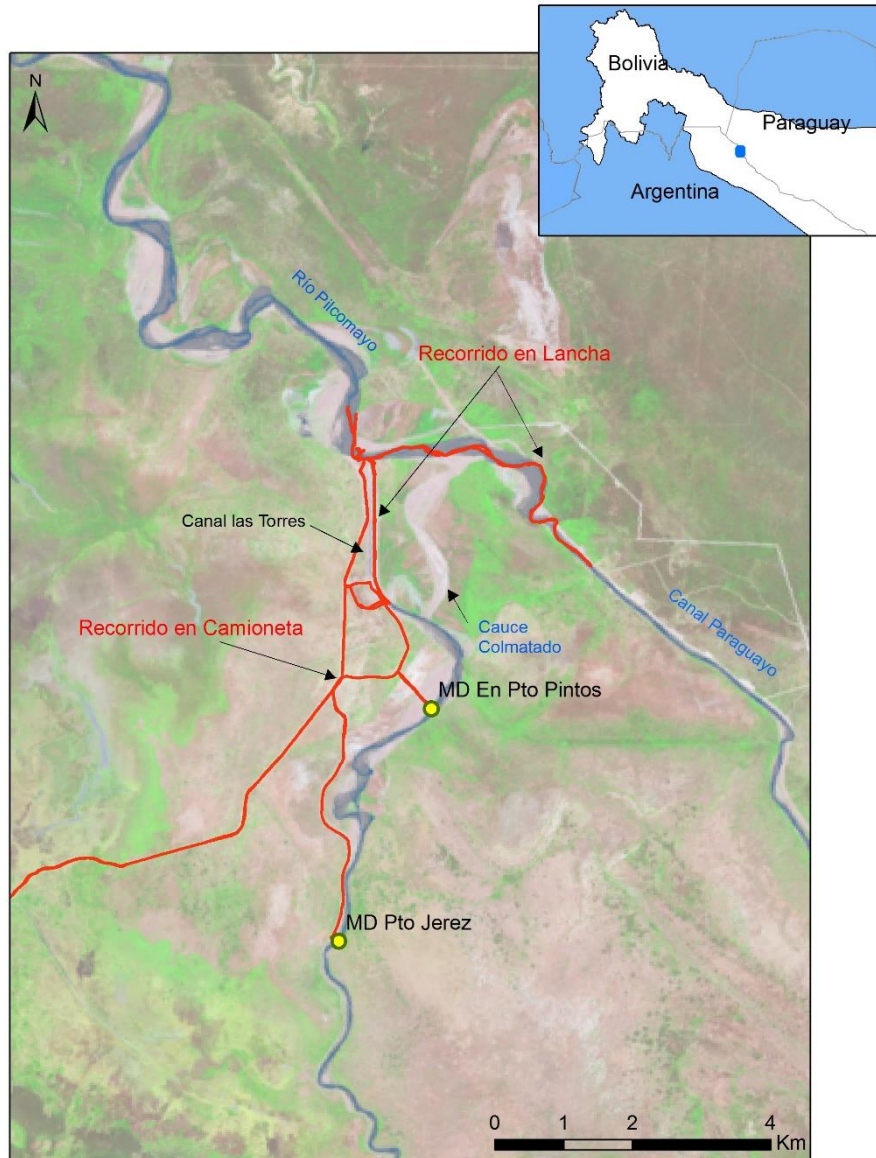 Bolivia
Paraguay
Argentina
N
Río Pilcomayo
Recorrido en Lancha
Canal las Torres
Recorrido en Camioneta
Cauce
Colmatado
Canal Paraguayo
MD En Pto Pintos
MD Pto Jerez
0 1 2 4
Km